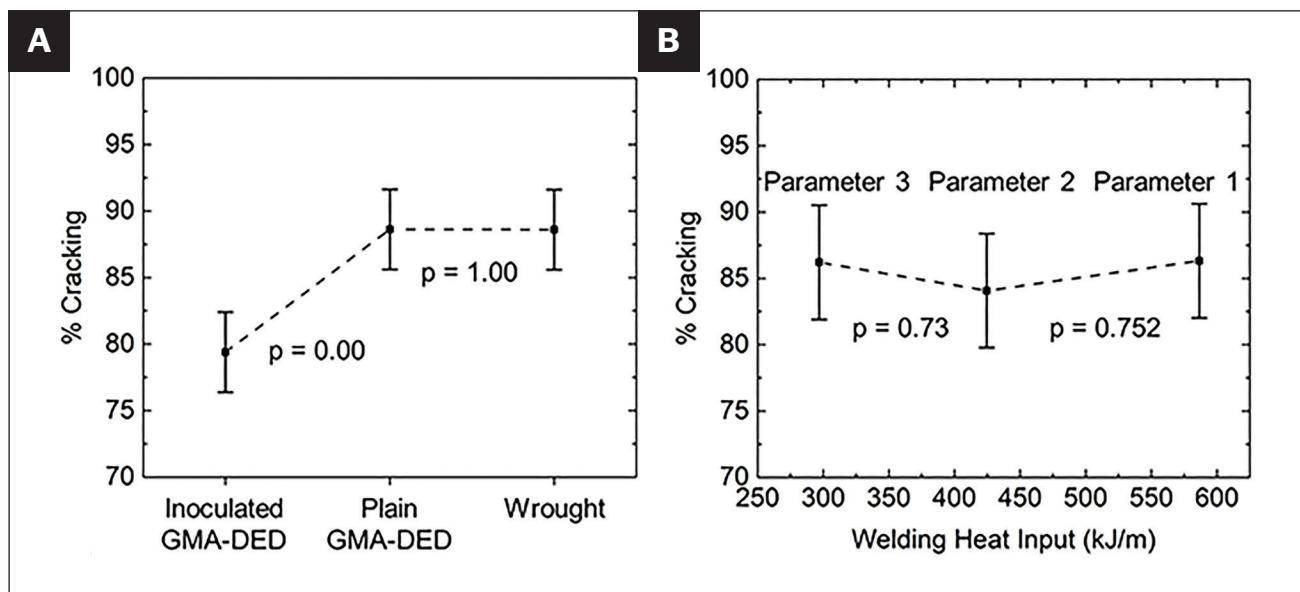 A
100
95
90
85
80
75
70
% Cracking
p = 1.00
p = 0.00
Inoculated
GMA-DED
Plain
GMA-DED
Wrought
B
100
95
90
85
80
75
70
% Cracking
Parameter 3 Parameter 2 Parameter 1
p = 0.73 p = 0.752
250 300 350 400 450 500 550 600
Welding Heat Input (kJ/m)